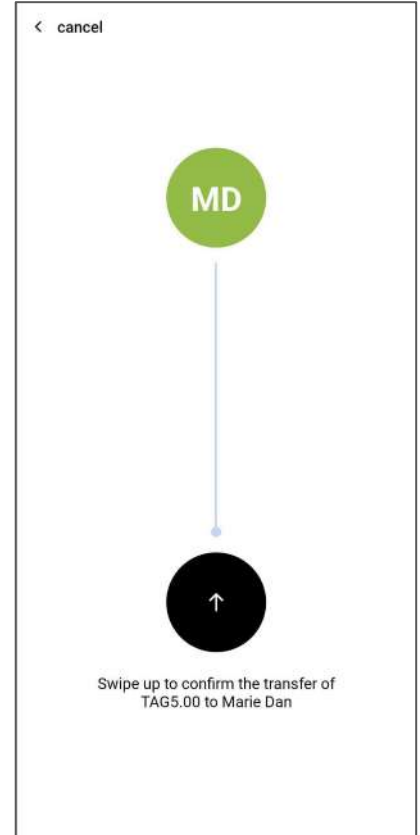 cancel
MD
Swipe up to confirm the transfer of
TAG5.00 to Marie Dan